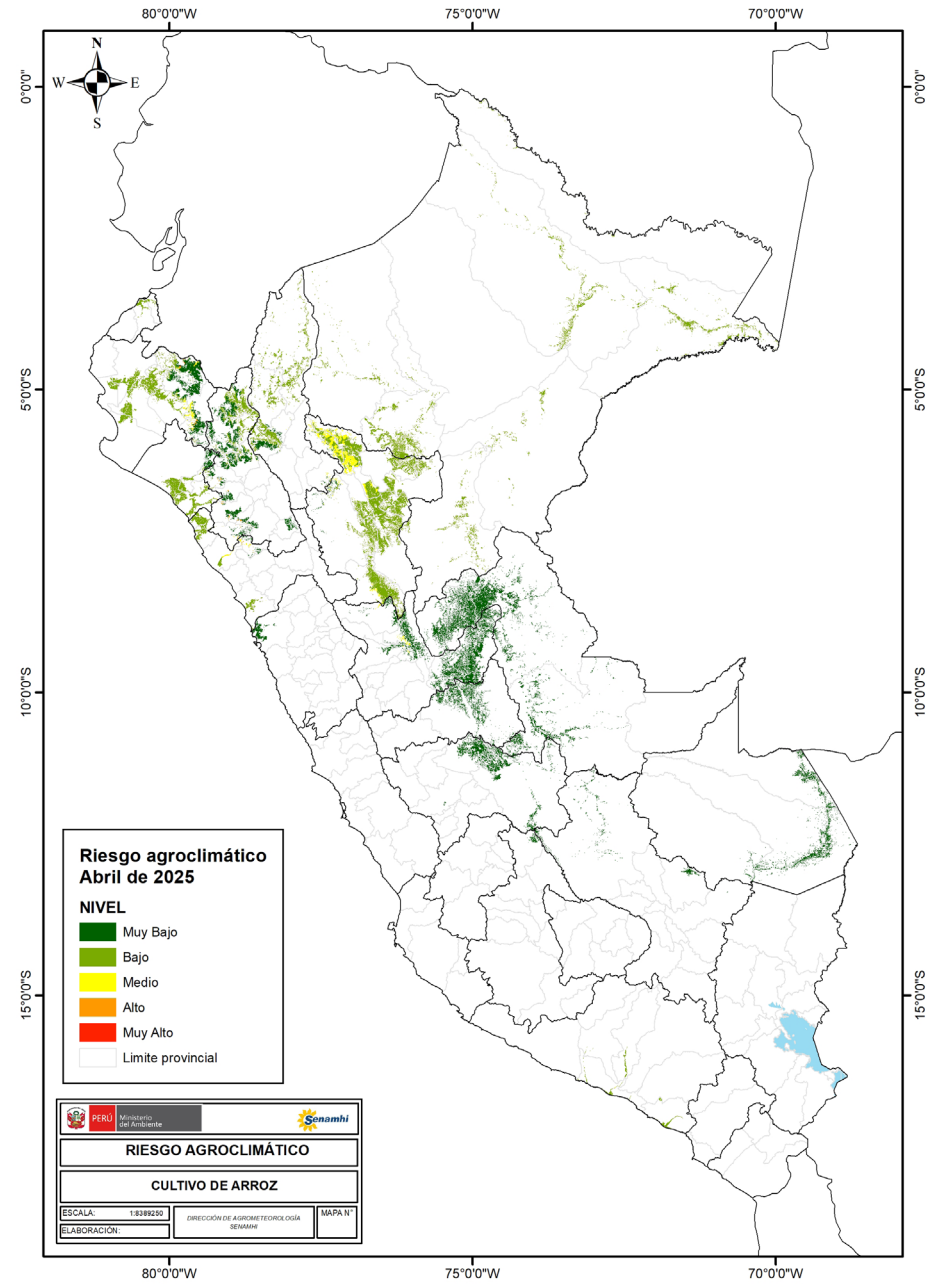 80°0'0"W 75°0'0"W 70°0'0"W
N
W E
S
0°0'0" 0°0'0"
5°0'0"S 5°0'0"S
10°0'0"S 10°0'0"S
15°0'0"S 15°0'0"S
Riesgo agroclimático
Abril de 2025
NIVEL
Muy Bajo
Bajo
Medio
Alto
Muy Alto
Limite provincial
PERÚ Ministerio
del Ambiente
Senamhi
RIESGO AGROCLIMÁTICO
CULTIVO DE ARROZ
ESCALA: 1:8389250
DIRECCIÓN DE AGROMETEOROLOGÍA
SENAMHI
MAPA N°
ELABORACIÓN:
80°0'0"W 75°0'0"W 70°0'0"W